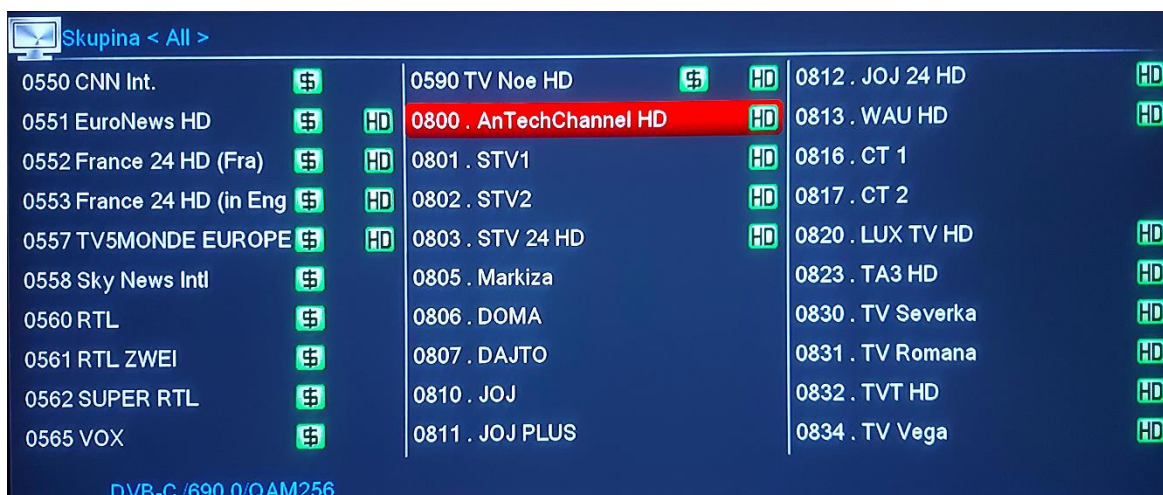 Skupina < All >
0550 CNN Int. $
0551 EuroNews HD $ HD
0552 France 24 HD (Fra) $ HD
0553 France 24 HD (in Eng $ HD
0557 TV5MONDE EUROPE $ HD
0558 Sky News Intl $
0560 RTL $
0561 RTL ZWEI $
0562 SUPER RTL $
0565 VOX $
0590 TV Noe HD $ HD
0800 . AnTechChannel HD HD
0801 . STV1 HD
0802 . STV2 HD
0803 . STV 24 HD HD
0805 . Markiza
0806 . DOMA
0807 . DAJTO
0810 . JOJ
0811 . JOJ PLUS
0812 . JOJ 24 HD HD
0813 . WAU HD HD
0816 . CT 1
0817 . CT 2
0820 . LUX TV HD HD
0823 . TA3 HD HD
0830 . TV Severka HD
0831 . TV Romana HD
0832 . TVT HD HD
0834 . TV Vega HD
DVB-C /690.0/QAM256